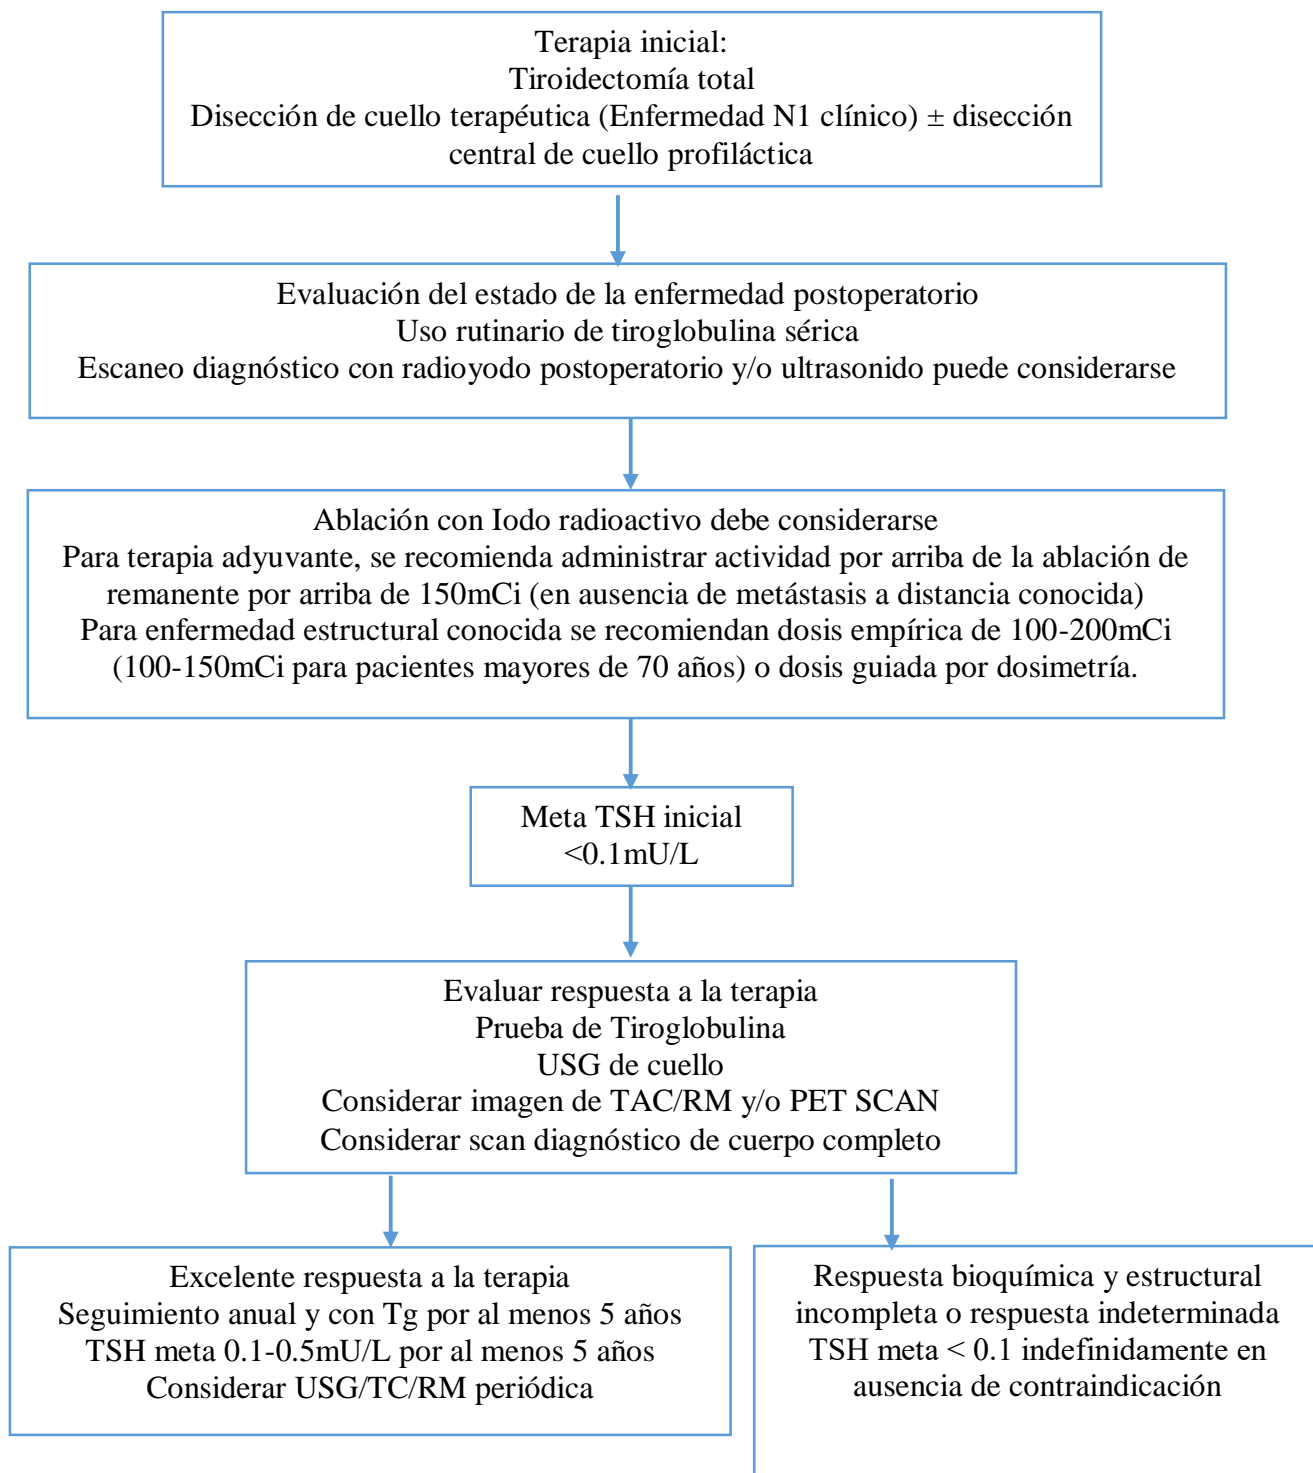 Terapia inicial:
Tiroidectomía total
Disección de cuello terapéutica (Enfermedad N1 clínico) ± disección
central de cuello profiláctica
Evaluación del estado de la enfermedad postoperatorio
Uso rutinario de tiroglobulina sérica
Escaneo diagnóstico con radioyodo postoperatorio y/o ultrasonido puede considerarse
Ablación con Iodo radioactivo debe considerarse
Para terapia adyuvante, se recomienda administrar actividad por arriba de la ablación de
remanente por arriba de 150mCi (en ausencia de metástasis a distancia conocida)
Para enfermedad estructural conocida se recomiendan dosis empírica de 100-200mCi
(100-150mCi para pacientes mayores de 70 años) o dosis guiada por dosimetría.
Meta TSH inicial
<0.1mU/L
Evaluar respuesta a la terapia
Prueba de Tiroglobulina
USG de cuello
Considerar imagen de TAC/RM y/o PET SCAN
Considerar scan diagnóstico de cuerpo completo
Excelente respuesta a la terapia
Seguimiento anual y con Tg por al menos 5 años
TSH meta 0.1-0.5mU/L por al menos 5 años
Considerar USG/TC/RM periódica
Respuesta bioquímica y estructural
incompleta o respuesta indeterminada
TSH meta < 0.1 indefinidamente en
ausencia de contraindicación